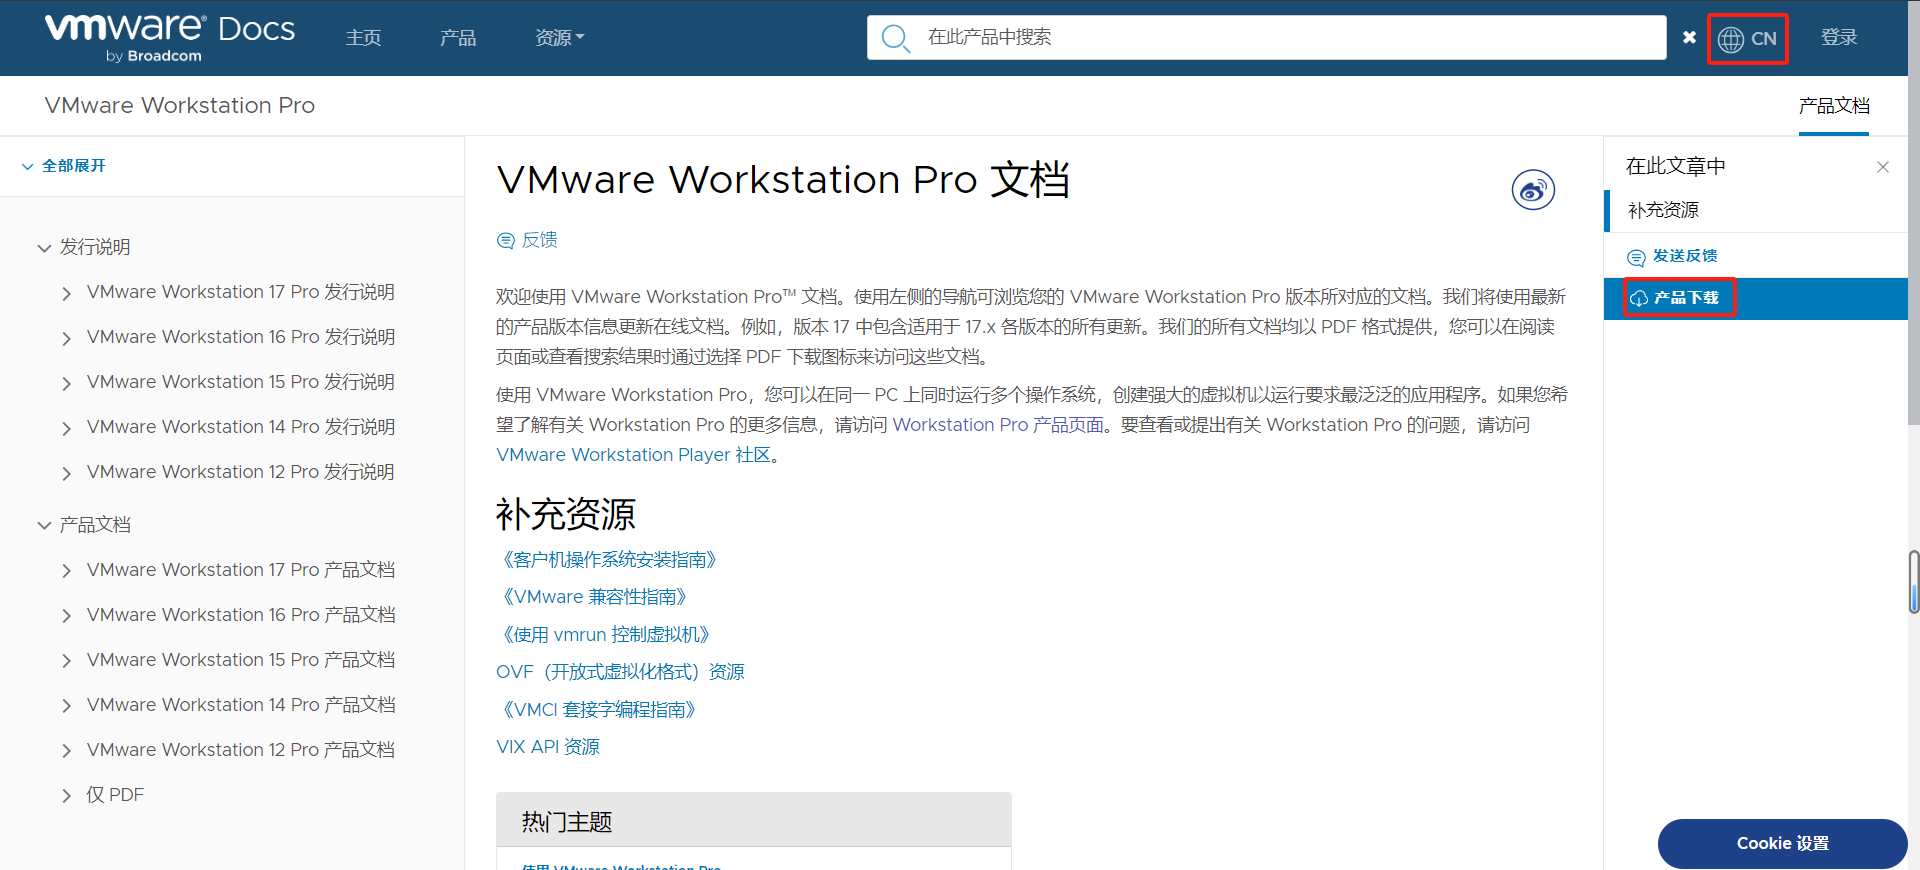 vmware® Docs
by Broadcom
主页
产品
资源
在此产品中搜索
CN
登录
VMware Workstation Pro
产品文档
全部展开
发行说明
VMware Workstation 17 Pro 发行说明
VMware Workstation 16 Pro 发行说明
VMware Workstation 15 Pro 发行说明
VMware Workstation 14 Pro 发行说明
VMware Workstation 12 Pro 发行说明
产品文档
VMware Workstation 17 Pro 产品文档
VMware Workstation 16 Pro 产品文档
VMware Workstation 15 Pro 产品文档
VMware Workstation 14 Pro 产品文档
VMware Workstation 12 Pro 产品文档
仅 PDF
VMware Workstation Pro 文档
反馈
欢迎使用 VMware Workstation Pro™ 文档。使用左侧的导航可浏览您的 VMware Workstation Pro 版本所对应的文档。我们将使用最新
的产品版本信息更新在线文档。例如，版本 17 中包含适用于 17.x 各版本的所有更新。我们的所有文档均以 PDF 格式提供，您可以在阅读
页面或查看搜索结果时通过选择 PDF 下载图标来访问这些文档。
使用 VMware Workstation Pro，您可以在同一 PC 上同时运行多个操作系统，创建强大的虚拟机以运行要求最泛泛的应用程序。如果您希
望了解有关 Workstation Pro 的更多信息，请访问 Workstation Pro 产品页面。要查看或提出有关 Workstation Pro 的问题，请访问
VMware Workstation Player 社区。
补充资源
《客户机操作系统安装指南》
《VMware 兼容性指南》
《使用 vmrun 控制虚拟机》
OVF（开放式虚拟化格式）资源
《VMCI 套接字编程指南》
VIX API 资源
热门主题
使用 VMware Workstation Pro
在此文章中
补充资源
发送反馈
产品下载
Cookie 设置